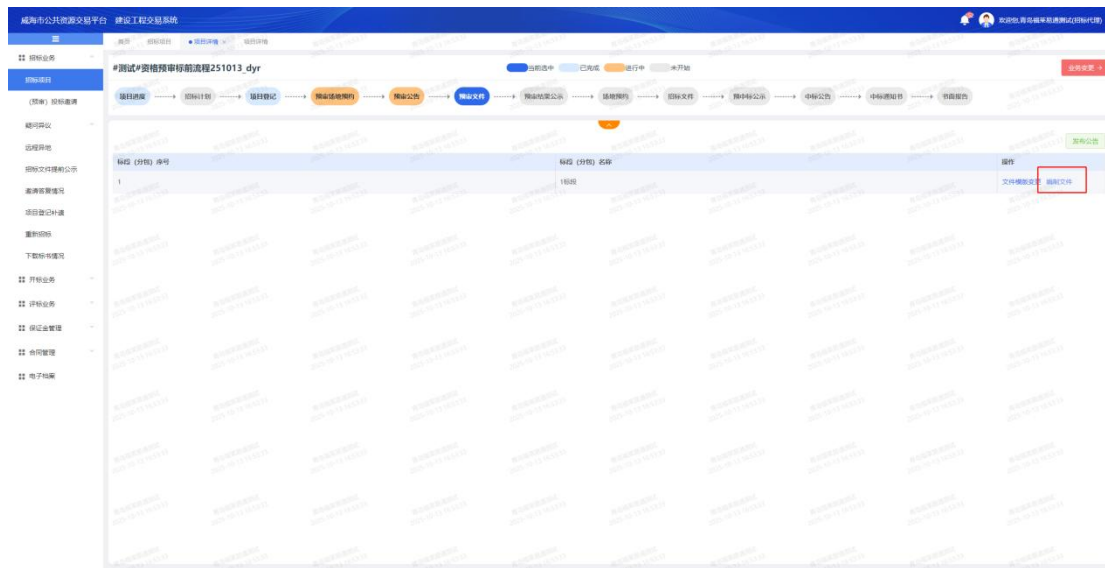 威海市公共资源交易平台 建设工程交易系统
欢迎您,青岛福莱易通测试(招标代理)
首页 招标项目 项目详情 × 项目详情
招标业务
招标项目
(预审) 投标邀请
疑问异议
远程异地
招标文件提前公示
邀请答复情况
项目登记补遗
重新招标
下载标书情况
开标业务
评标业务
保证金管理
合同管理
电子档案
#测试#资格预审标前流程251013_dyr
当前选中 已完成 进行中 未开始
业务变更 →
项目进度 招标计划 项目登记 预审场地预约 预审公告 预审文件 预审结果公示 场地预约 招标文件 预中标公示 中标公告 中标通知书 书面报告
发布公告
标段 (分包) 序号 标段 (分包) 名称 操作
1 1标段 文件模板变更 编制文件